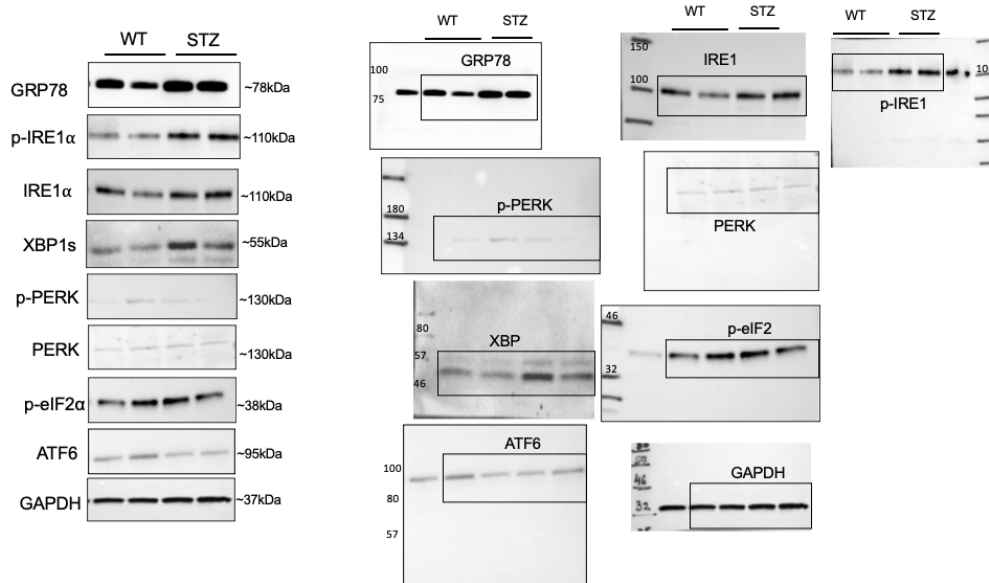 WT STZ
GRP78 ~78kDa
p-IRE1α ~110kDa
IRE1α ~110kDa
XBP1s ~55kDa
p-PERK ~130kDa
PERK ~130kDa
p-eIF2α ~38kDa
ATF6 ~95kDa
GAPDH ~37kDa
WT STZ
GRP78
100
75
WT STZ
IRE1
150
100
WT STZ
p-IRE1
10
p-PERK
180
134
PERK
XBP
80
57
46
p-eIF2
46
32
ATF6
100
80
57
GAPDH
46
32